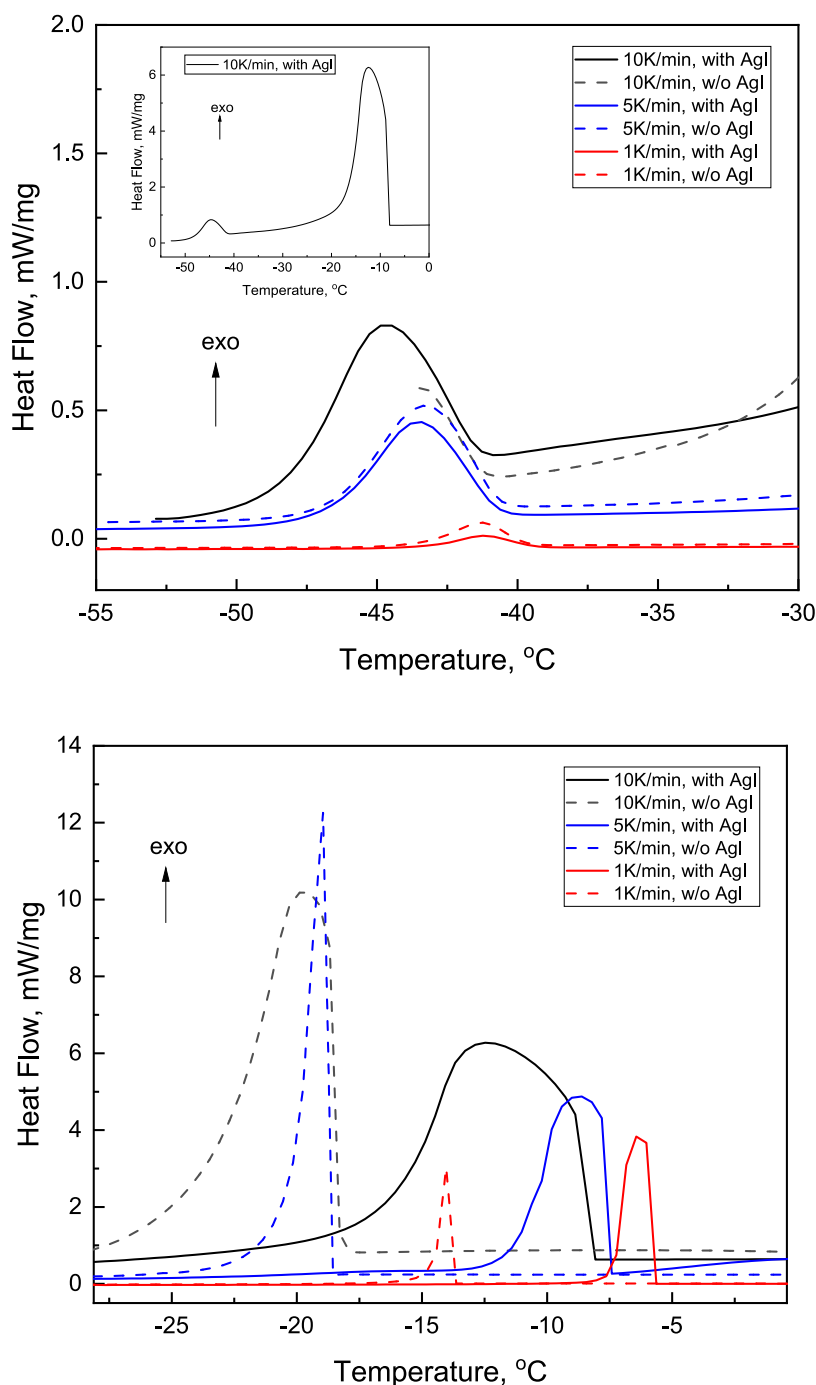 2.0
1.5
1.0
0.5
0.0
Heat Flow, mW/mg
10K/min, with AgI
10K/min, w/o AgI
5K/min, with AgI
5K/min, w/o AgI
1K/min, with AgI
1K/min, w/o AgI
10K/min, with AgI
exo
6
4
2
0
Heat Flow, mW/mg
-50 -40 -30 -20 -10 0
Temperature, °C
exo
-55 -50 -45 -40 -35 -30
Temperature, °C
14
12
10
8
6
4
2
0
Heat Flow, mW/mg
10K/min, with AgI
10K/min, w/o AgI
5K/min, with AgI
5K/min, w/o AgI
1K/min, with AgI
1K/min, w/o AgI
exo
-25 -20 -15 -10 -5
Temperature, °C